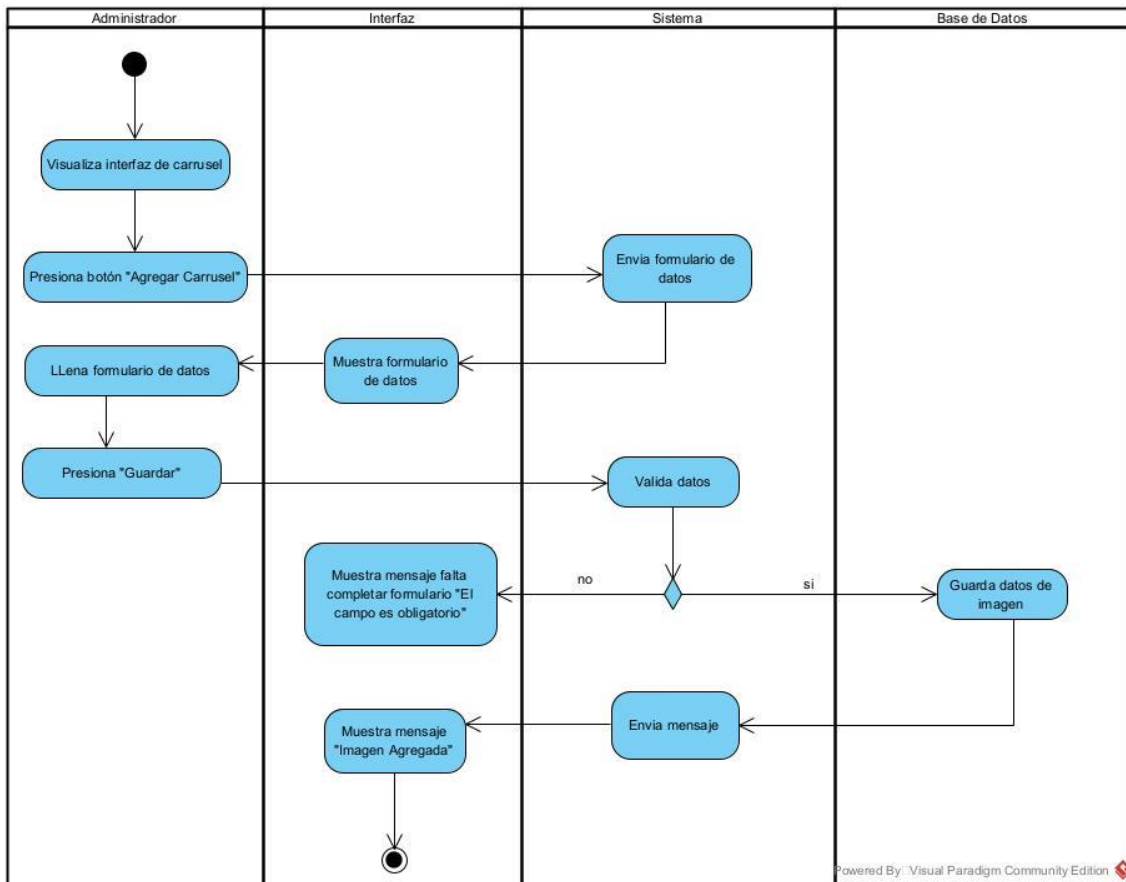 Administrador
Interfaz
Sistema
Base de Datos
Visualiza interfaz de carrusel
Presiona botón "Agregar Carrusel"
Envia formulario de
datos
LLena formulario de datos
Muestra formulario
de datos
Presiona "Guardar"
Valida datos
Muestra mensaje falta
completar formulario "El
campo es obligatorio"
no
si
Guarda datos de
imagen
Envia mensaje
Muestra mensaje
"Imagen Agregada"
Powered By Visual Paradigm Community Edition